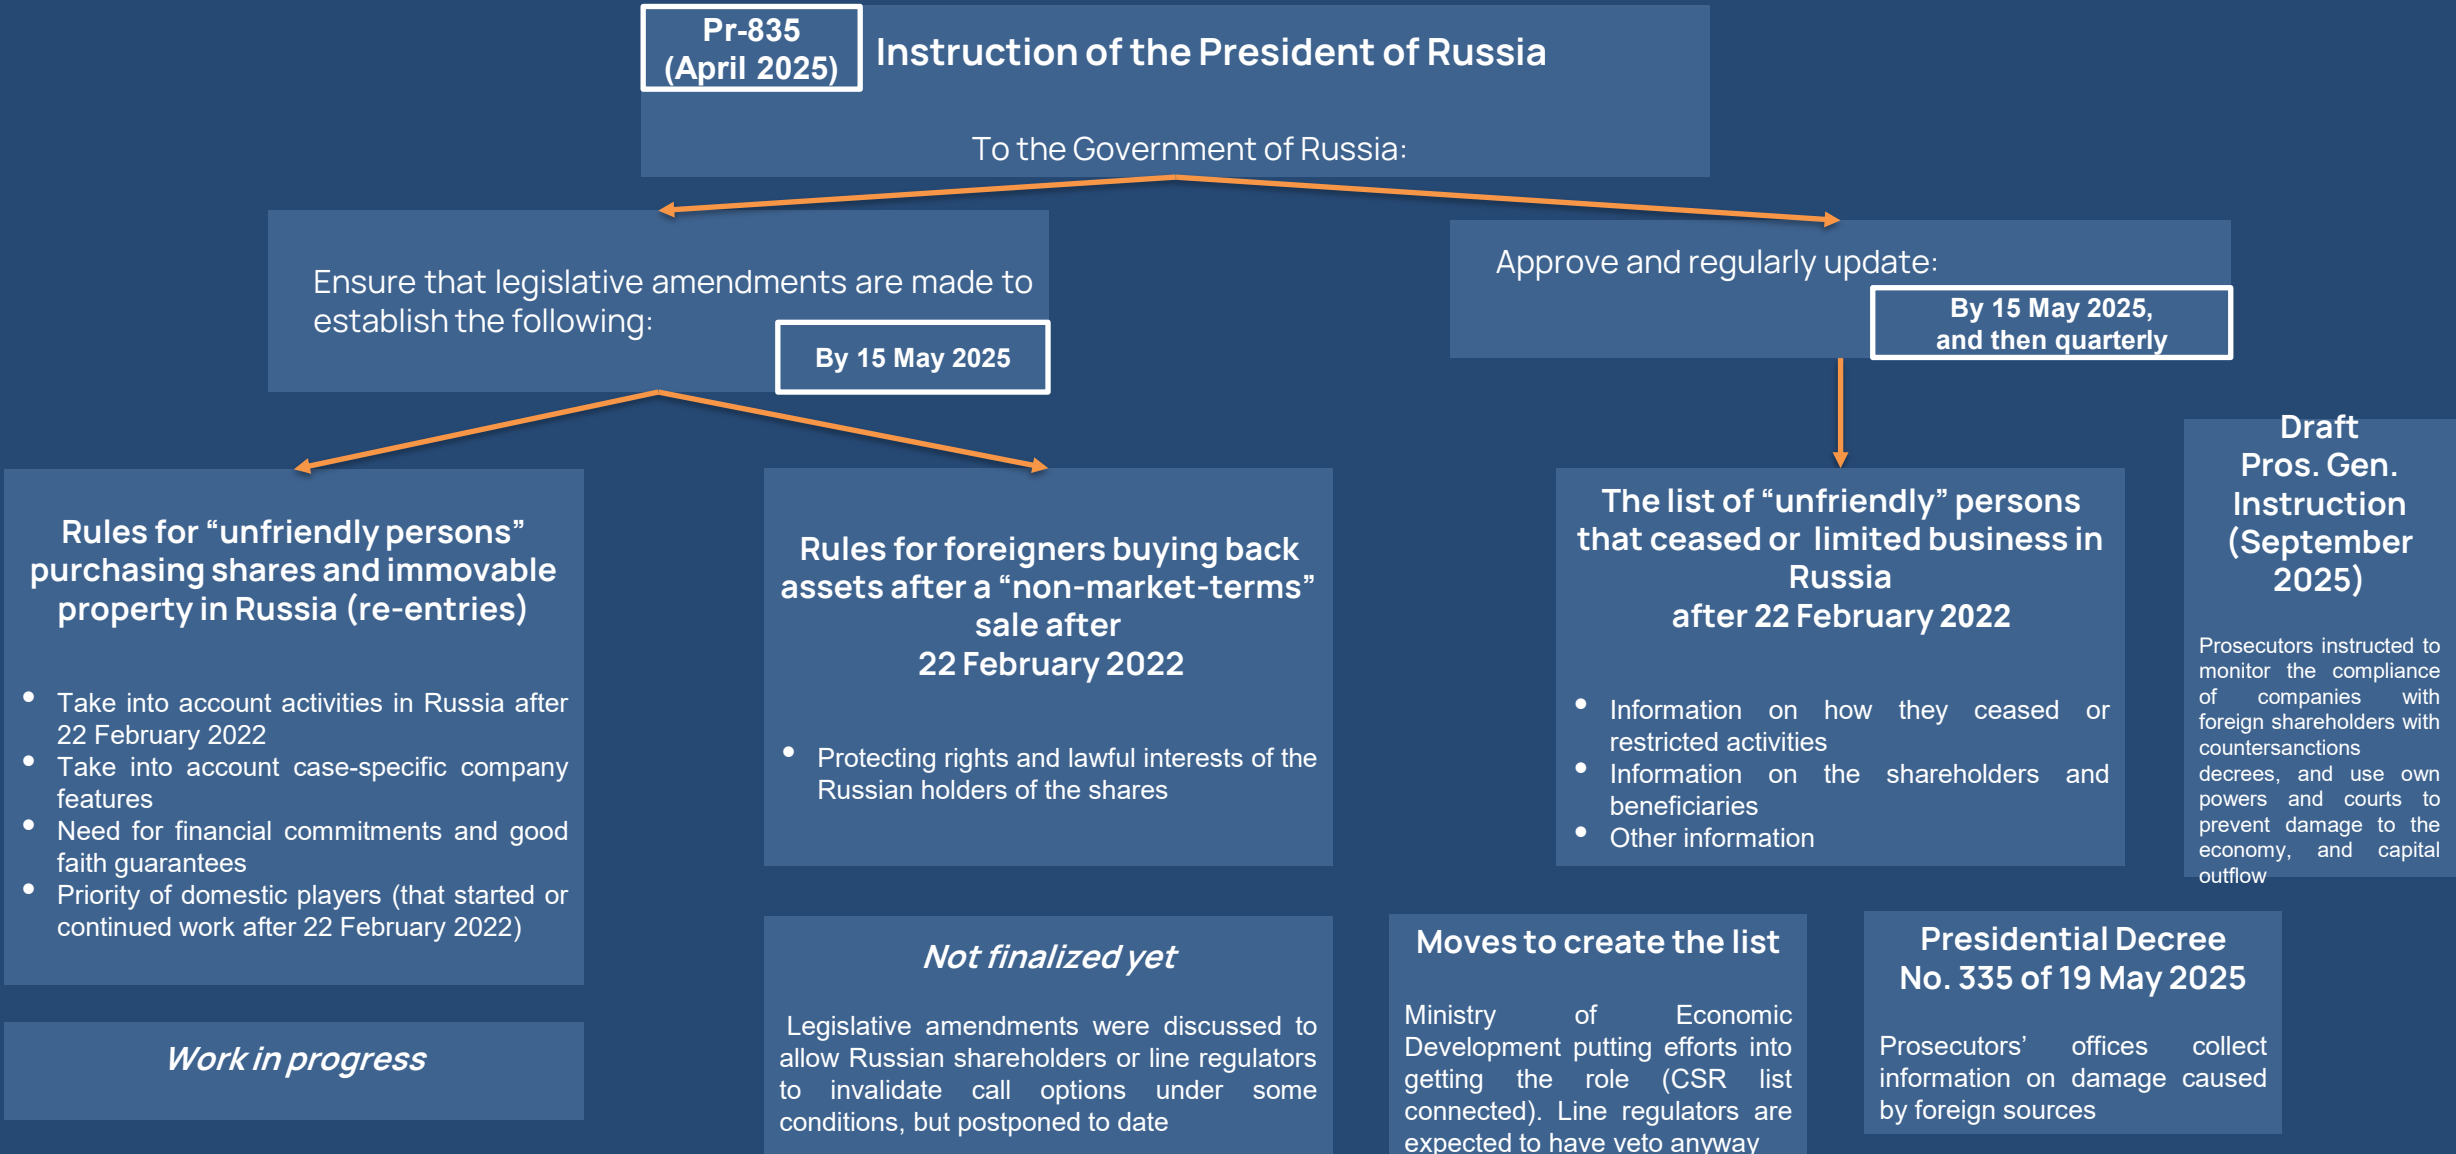 Pr-835
(April 2025)
Instruction of the President of Russia
To the Government of Russia:
Ensure that legislative amendments are made to
establish the following:
By 15 May 2025
Approve and regularly update:
By 15 May 2025,
and then quarterly
Rules for “unfriendly persons”
purchasing shares and immovable
property in Russia (re-entries)
• Take into account activities in Russia after
22 February 2022
• Take into account case-specific company
features
• Need for financial commitments and good
faith guarantees
• Priority of domestic players (that started or
continued work after 22 February 2022)
Work in progress
Rules for foreigners buying back
assets after a “non-market-terms”
sale after
22 February 2022
• Protecting rights and lawful interests of the
Russian holders of the shares
Not finalized yet
Legislative amendments were discussed to
allow Russian shareholders or line regulators
to invalidate call options under some
conditions, but postponed to date
The list of “unfriendly” persons
that ceased or limited business in
Russia
after 22 February 2022
• Information on how they ceased or
restricted activities
• Information on the shareholders and
beneficiaries
• Other information
Moves to create the list
Ministry of Economic
Development putting efforts into
getting the role (CSR list
connected). Line regulators are
expected to have veto anyway
Presidential Decree
No. 335 of 19 May 2025
Prosecutors’ offices collect
information on damage caused
by foreign sources
Draft
Pros. Gen.
Instruction
(September
2025)
Prosecutors instructed to
monitor the compliance
of companies with
foreign shareholders with
countersanctions
decrees, and use own
powers and courts to
prevent damage to the
economy, and capital
outflow